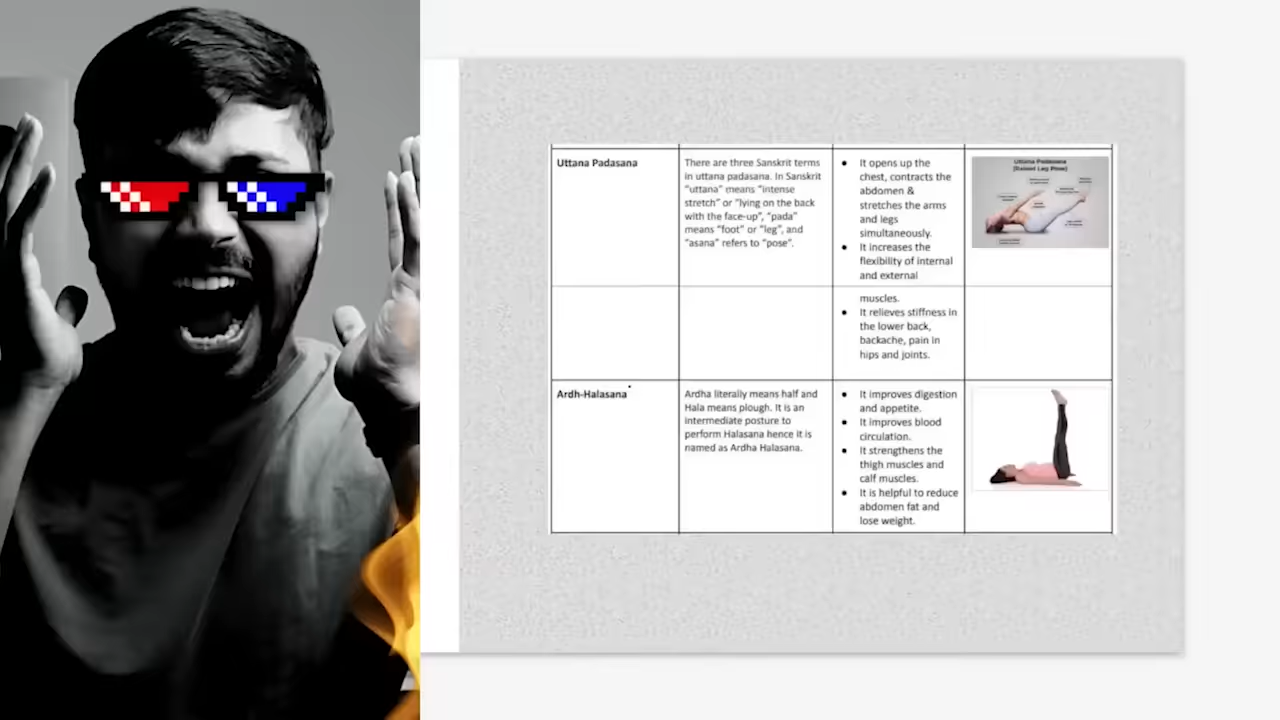 Uttana Padasana
There are three Sanskrit terms
in uttana padasana. In Sanskrit
"uttana" means "intense
stretch" or "lying on the back
with the face-up", "pada"
means "foot" or "leg", and
"asana" refers to "pose".
• It opens up the
chest, contracts the
abdomen &
stretches the arms
and legs
simultaneously.
• It increases the
flexibility of internal
and external
Uttana Padasana
(Raised Leg Pose)
muscles.
• It relieves stiffness in
the lower back,
backache, pain in
hips and joints.
Ardh-Halasana
Ardha literally means half and
Hala means plough. It is an
intermediate posture to
perform Halasana hence it is
named as Ardha Halasana.
• It improves digestion
and appetite.
• It improves blood
circulation.
• It strengthens the
thigh muscles and
calf muscles.
• It is helpful to reduce
abdomen fat and
lose weight.